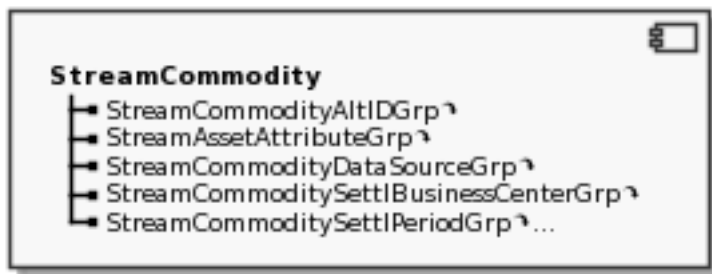 StreamCommodity
StreamCommodityAltIDGrp
StreamAssetAttributeGrp
StreamCommodityDataSourceGrp
StreamCommoditySettlBusinessCenterGrp
StreamCommoditySettlPeriodGrp ...